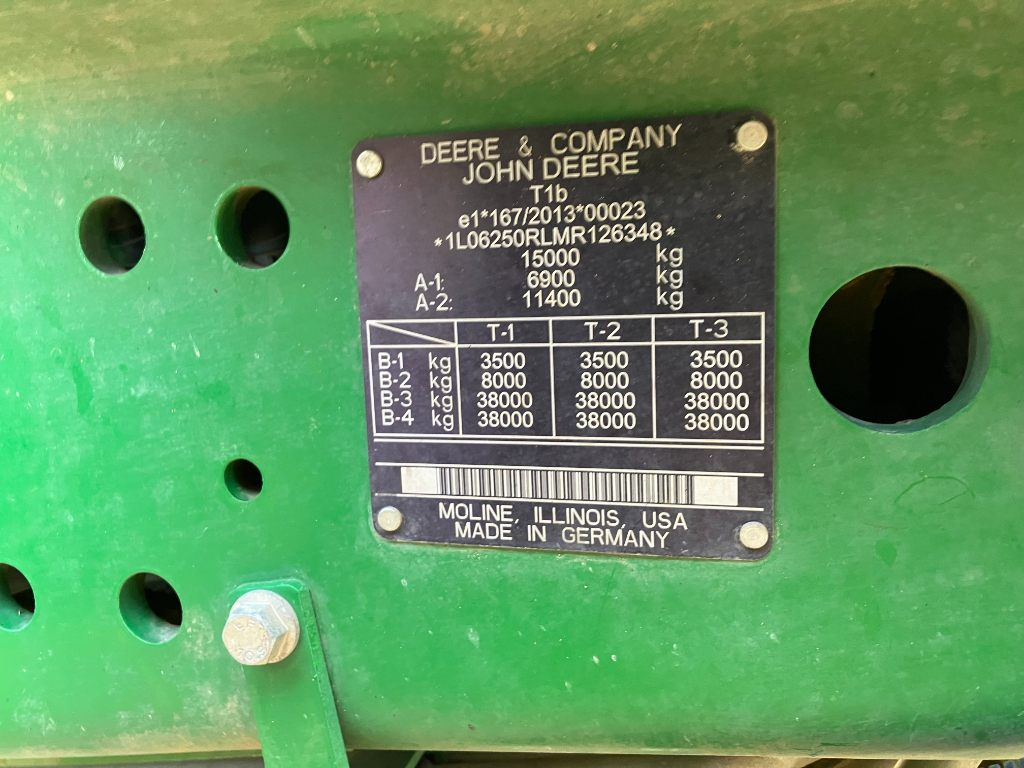 DEERE & COMPANY
JOHN DEERE
T1b
e1*167/2013*00023
*1L06250RLMR126348*
15000 kg
A-1: 6900 kg
A-2: 11400 kg
T-1 T-2 T-3
B-1 kg 3500 3500 3500
B-2 kg 8000 8000 8000
B-3 kg 38000 38000 38000
B-4 kg 38000 38000 38000
MOLINE, ILLINOIS, USA
MADE IN GERMANY